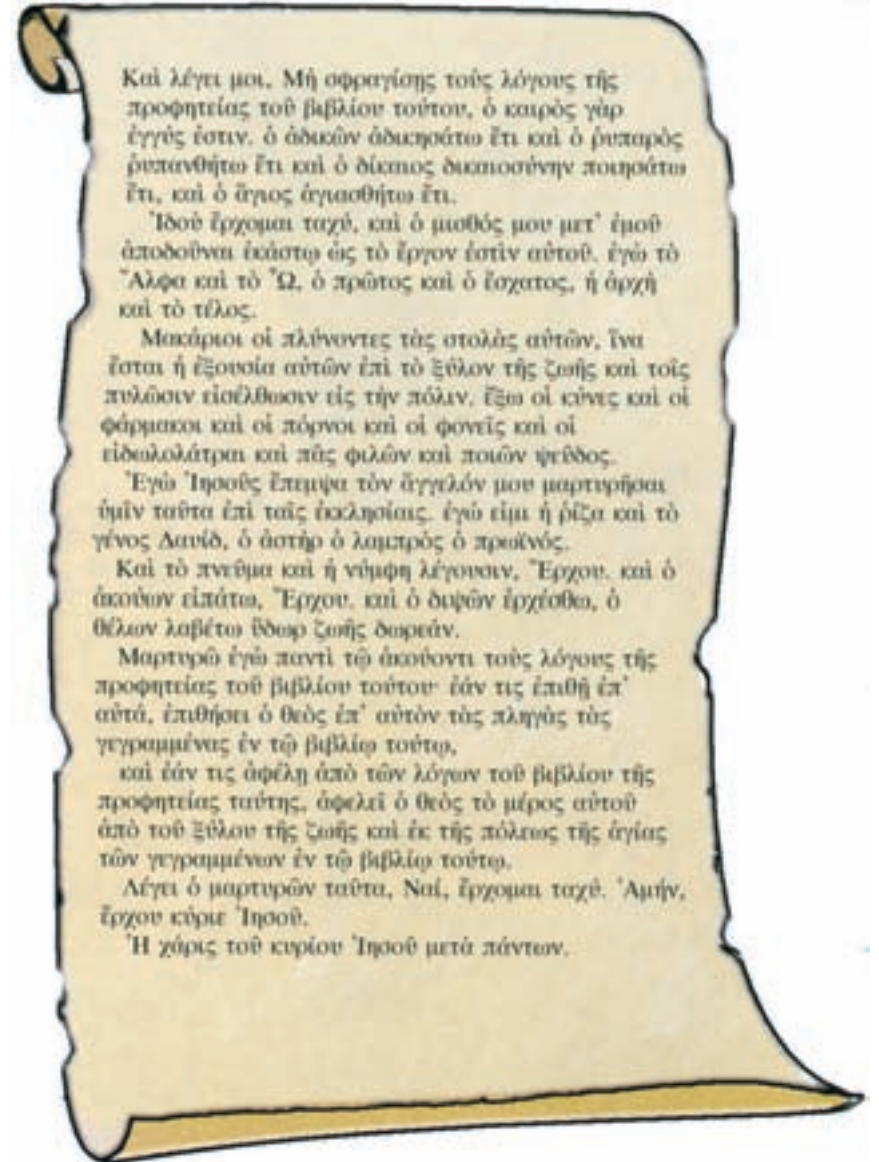 Καὶ λέγει μοι, Μὴ σφραγίσῃς τοὺς λόγους τῆς
προφητείας τοῦ βιβλίου τούτου, ὁ καιρὸς γὰρ
ἐγγύς ἐστιν. ὁ ἀδικῶν ἀδικησάτω ἔτι καὶ ὁ ῥυπαρὸς
ῥυπανθήτω ἔτι καὶ ὁ δίκαιος δικαιοσύνην ποιησάτω
ἔτι, καὶ ὁ ἅγιος ἁγιασθήτω ἔτι.
Ἰδοὺ ἔρχομαι ταχύ, καὶ ὁ μισθός μου μετ᾽ ἐμοῦ
ἀποδοῦναι ἑκάστῳ ὡς τὸ ἔργον ἐστὶν αὐτοῦ. ἐγὼ τὸ
Ἄλφα καὶ τὸ Ὦ, ὁ πρῶτος καὶ ὁ ἔσχατος, ἡ ἀρχὴ
καὶ τὸ τέλος.
Μακάριοι οἱ πλύνοντες τὰς στολὰς αὐτῶν, ἵνα
ἔσται ἡ ἐξουσία αὐτῶν ἐπὶ τὸ ξύλον τῆς ζωῆς καὶ τοῖς
πυλῶσιν εἰσέλθωσιν εἰς τὴν πόλιν. ἔξω οἱ κύνες καὶ οἱ
φάρμακοι καὶ οἱ πόρνοι καὶ οἱ φονεῖς καὶ οἱ
εἰδωλολάτραι καὶ πᾶς φιλῶν καὶ ποιῶν ψεῦδος.
Ἐγὼ Ἰησοῦς ἔπεμψα τὸν ἄγγελόν μου μαρτυρῆσαι
ὑμῖν ταῦτα ἐπὶ ταῖς ἐκκλησίαις. ἐγώ εἰμι ἡ ῥίζα καὶ τὸ
γένος Δαυίδ, ὁ ἀστὴρ ὁ λαμπρὸς ὁ πρωϊνός.
Καὶ τὸ πνεῦμα καὶ ἡ νύμφη λέγουσιν, Ἔρχου. καὶ ὁ
ἀκούων εἰπάτω, Ἔρχου. καὶ ὁ διψῶν ἐρχέσθω, ὁ
θέλων λαβέτω ὕδωρ ζωῆς δωρεάν.
Μαρτυρῶ ἐγὼ παντὶ τῷ ἀκούοντι τοὺς λόγους τῆς
προφητείας τοῦ βιβλίου τούτου· ἐάν τις ἐπιθῇ ἐπ᾽
αὐτά, ἐπιθήσει ὁ θεὸς ἐπ᾽ αὐτὸν τὰς πληγὰς τὰς
γεγραμμένας ἐν τῷ βιβλίῳ τούτῳ,
καὶ ἐάν τις ἀφέλῃ ἀπὸ τῶν λόγων τοῦ βιβλίου τῆς
προφητείας ταύτης, ἀφελεῖ ὁ θεὸς τὸ μέρος αὐτοῦ
ἀπὸ τοῦ ξύλου τῆς ζωῆς καὶ ἐκ τῆς πόλεως τῆς ἁγίας
τῶν γεγραμμένων ἐν τῷ βιβλίῳ τούτῳ.
Λέγει ὁ μαρτυρῶν ταῦτα, Ναί, ἔρχομαι ταχύ. Ἀμήν,
ἔρχου κύριε Ἰησοῦ.
Ἡ χάρις τοῦ κυρίου Ἰησοῦ μετὰ πάντων.